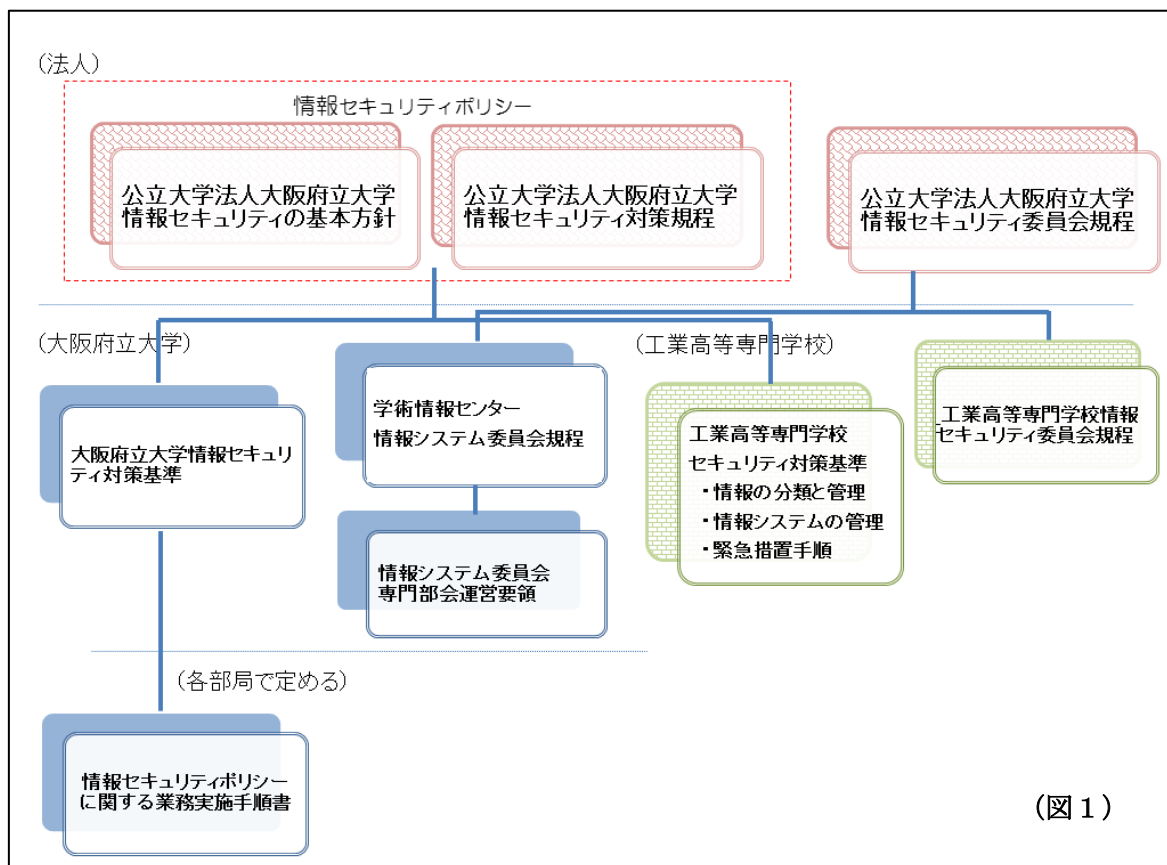 (法人)
情報セキュリティポリシー
公立大学法人大阪府立大学
情報セキュリティの基本方針
公立大学法人大阪府立大学
情報セキュリティ対策規程
公立大学法人大阪府立大学
情報セキュリティ委員会規程
(大阪府立大学)
(工業高等専門学校)
大阪府立大学情報セキュリ
ティ対策基準
学術情報センター
情報システム委員会規程
工業高等専門学校
セキュリティ対策基準
・情報の分類と管理
・情報システムの管理
・緊急措置手順
工業高等専門学校情報
セキュリティ委員会規程
情報システム委員会
専門部会運営要領
(各部局で定める)
情報セキュリティポリシー
に関する業務実施手順書
(図1)